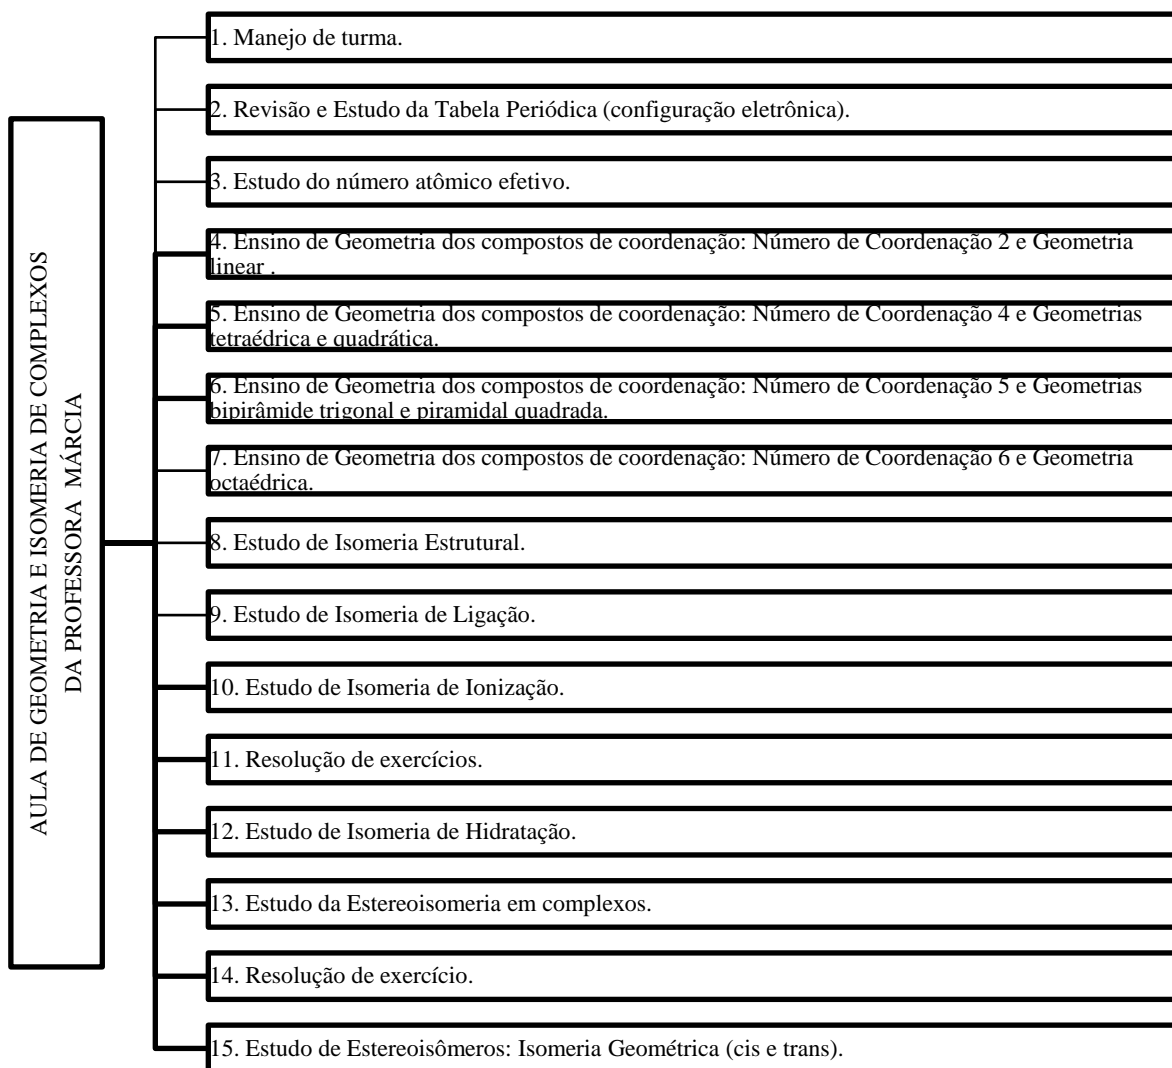 AULA DE GEOMETRIA E ISOMERIA DE COMPLEXOS
DA PROFESSORA MÁRCIA
1. Manejo de turma.
2. Revisão e Estudo da Tabela Periódica (configuração eletrônica).
3. Estudo do número atômico efetivo.
4. Ensino de Geometria dos compostos de coordenação: Número de Coordenação 2 e Geometria
linear .
5. Ensino de Geometria dos compostos de coordenação: Número de Coordenação 4 e Geometrias
tetraédrica e quadrática.
6. Ensino de Geometria dos compostos de coordenação: Número de Coordenação 5 e Geometrias
bipirâmide trigonal e piramidal quadrada.
7. Ensino de Geometria dos compostos de coordenação: Número de Coordenação 6 e Geometria
octaédrica.
8. Estudo de Isomeria Estrutural.
9. Estudo de Isomeria de Ligação.
10. Estudo de Isomeria de Ionização.
11. Resolução de exercícios.
12. Estudo de Isomeria de Hidratação.
13. Estudo da Estereoisomeria em complexos.
14. Resolução de exercício.
15. Estudo de Estereoisômeros: Isomeria Geométrica (cis e trans).